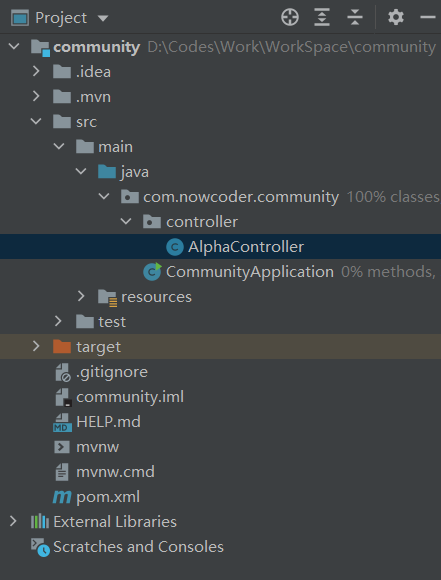 Project
community D:\Codes\Work\WorkSpace\community
.idea
.mvn
src
main
java
com.nowcoder.community 100% classes
controller
AlphaController
CommunityApplication 0% methods,
resources
test
target
.gitignore
community.iml
HELP.md
mvnw
mvnw.cmd
pom.xml
External Libraries
Scratches and Consoles